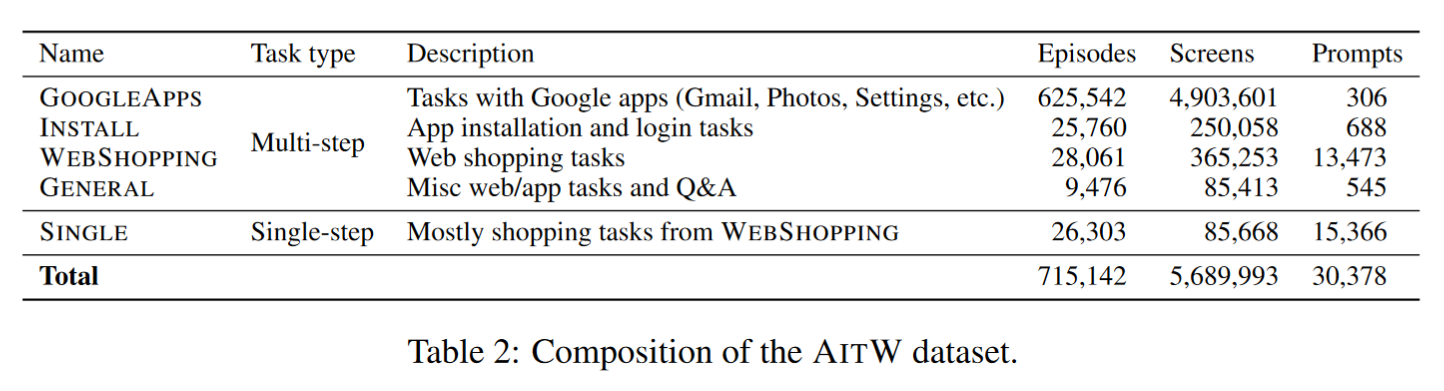 Name Task type Description Episodes Screens Prompts
GOOGLEAPPS Tasks with Google apps (Gmail, Photos, Settings, etc.) 625,542 4,903,601 306
INSTALL App installation and login tasks 25,760 250,058 688
Multi-step
WEBSHOPPING Web shopping tasks 28,061 365,253 13,473
GENERAL Misc web/app tasks and Q&A 9,476 85,413 545
SINGLE Single-step Mostly shopping tasks from WEBSHOPPING 26,303 85,668 15,366
Total 715,142 5,689,993 30,378
Table 2: Composition of the AITW dataset.